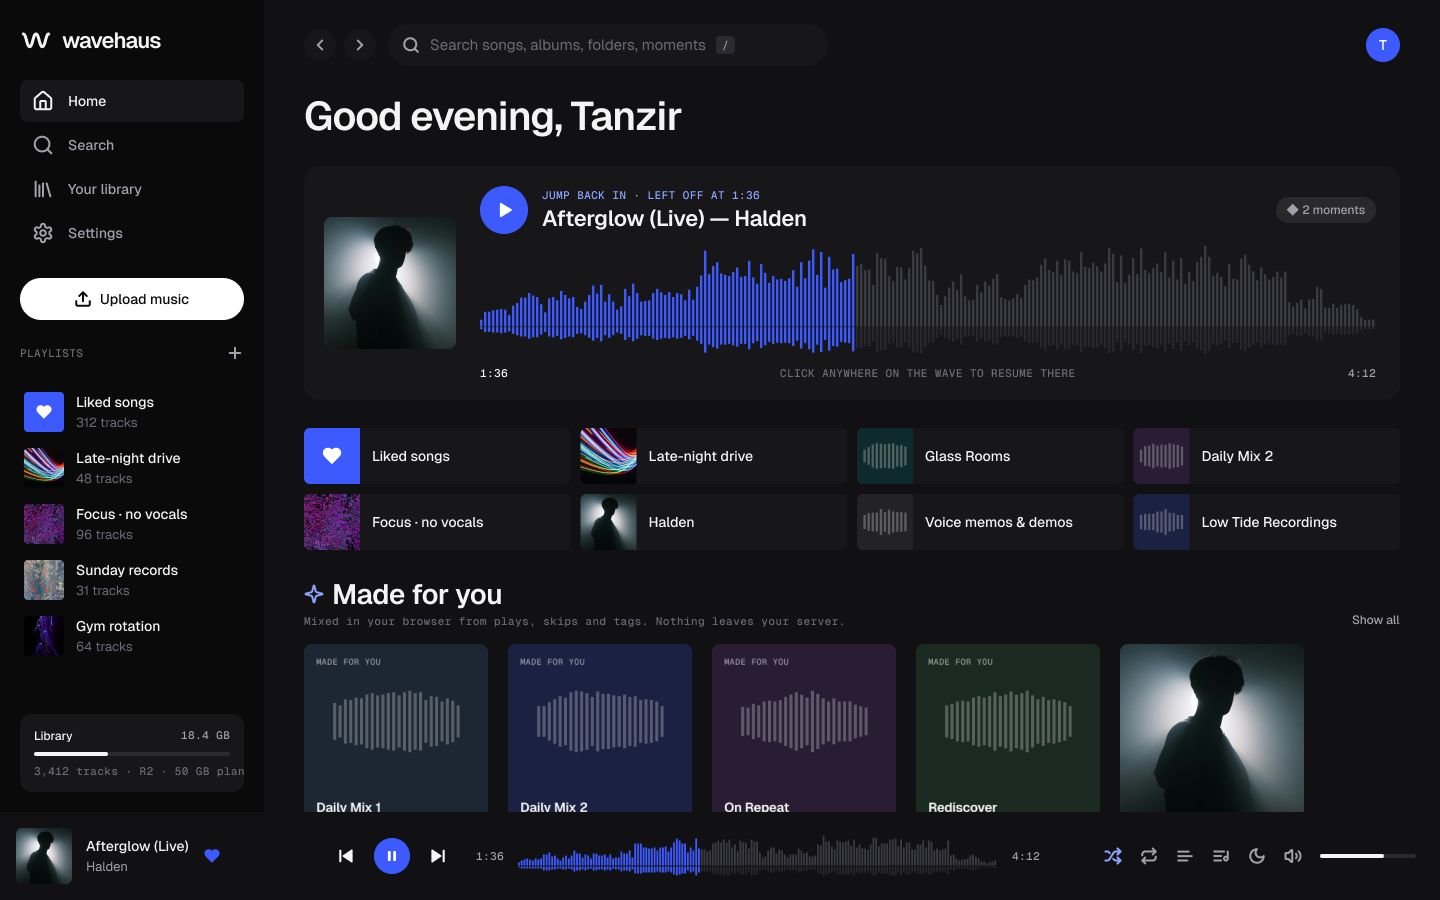 wavehaus
Search songs, albums, folders, moments /
T
Home
Search
Your library
Settings
Upload music
PLAYLISTS
Liked songs
312 tracks
Late-night drive
48 tracks
Focus · no vocals
96 tracks
Sunday records
31 tracks
Gym rotation
64 tracks
Library 18.4 GB
3,412 tracks · R2 · 50 GB plan
Good evening, Tanzir
JUMP BACK IN · LEFT OFF AT 1:36
Afterglow (Live) — Halden
2 moments
1:36 CLICK ANYWHERE ON THE WAVE TO RESUME THERE 4:12
Liked songs
Late-night drive
Glass Rooms
Daily Mix 2
Focus · no vocals
Halden
Voice memos & demos
Low Tide Recordings
Made for you
Mixed in your browser from plays, skips and tags. Nothing leaves your server.
Show all
MADE FOR YOU
Daily Mix 1
MADE FOR YOU
Daily Mix 2
MADE FOR YOU
On Repeat
MADE FOR YOU
Rediscover
Afterglow (Live)
Halden
1:36
4:12